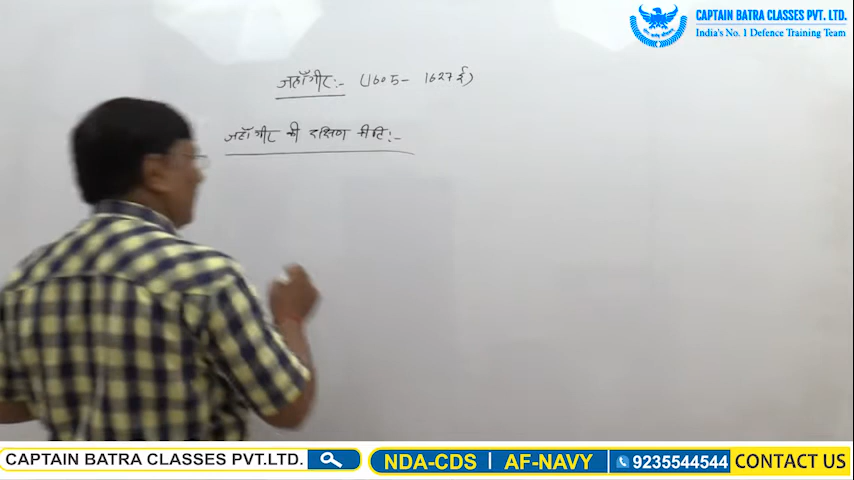 CAPTAIN BATRA CLASSES PVT. LTD.
India's No. 1 Defence Training Team
जहाँगीर:- (1605- 1627 ई)
जहाँगीर की दक्षिण नीति:-
CAPTAIN BATRA CLASSES PVT.LTD.
NDA-CDS | AF-NAVY
9235544544 CONTACT US